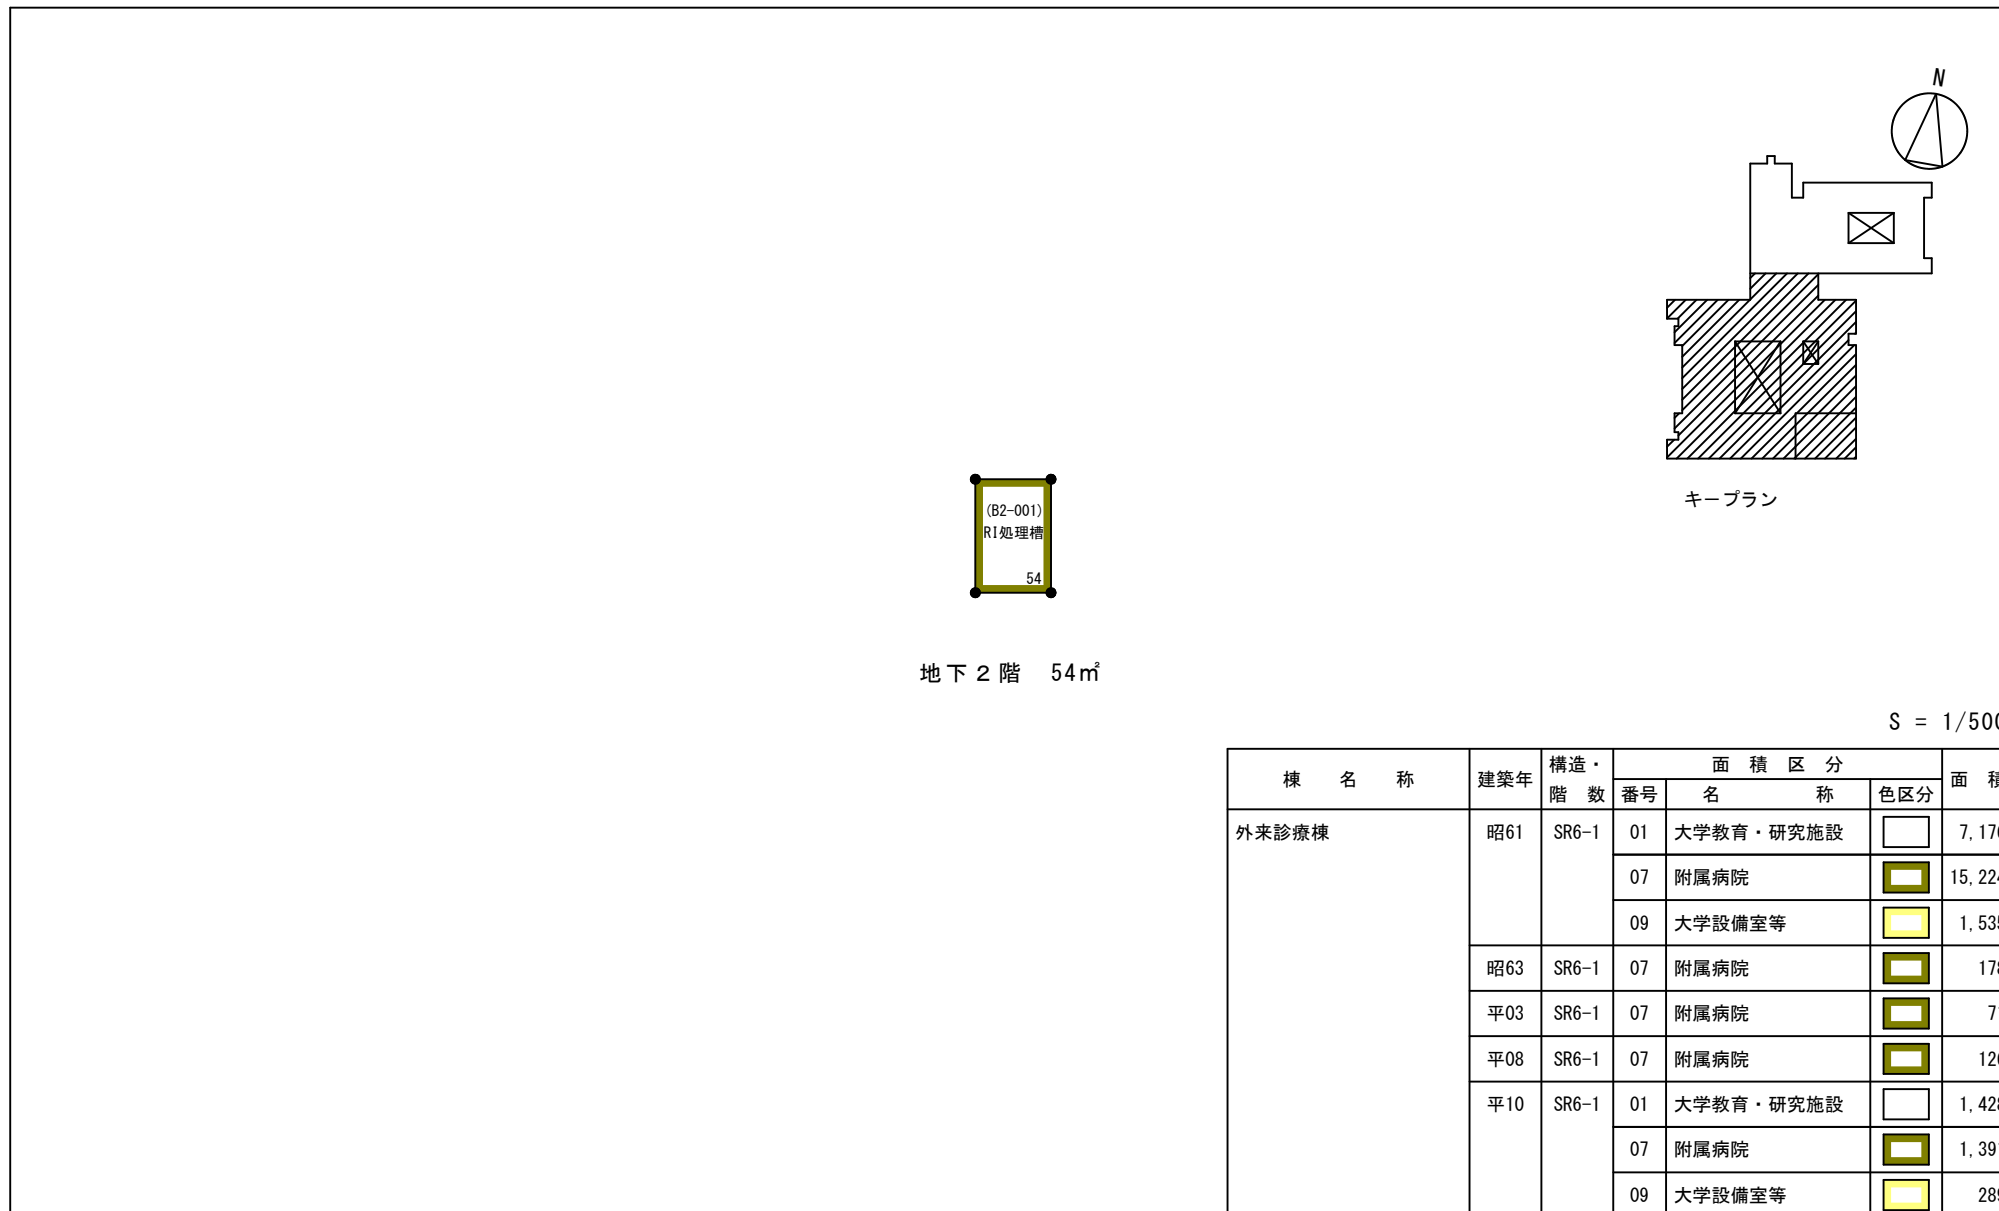 N
キープラン
(B2-001)
RI処理槽
54
地下２階 54㎡
S = 1/500
棟 名 称 建築年 構造・階 数 面 積 区 分 面 積
番号 名 称 色区分
外来診療棟 昭61 SR6-1 01 大学教育・研究施設
07 附属病院 15,224
09 大学設備室等
昭63 SR6-1 07 附属病院
平03 SR6-1 07 附属病院
平08 SR6-1 07 附属病院
平10 SR6-1 01 大学教育・研究施設
07 附属病院
09 大学設備室等